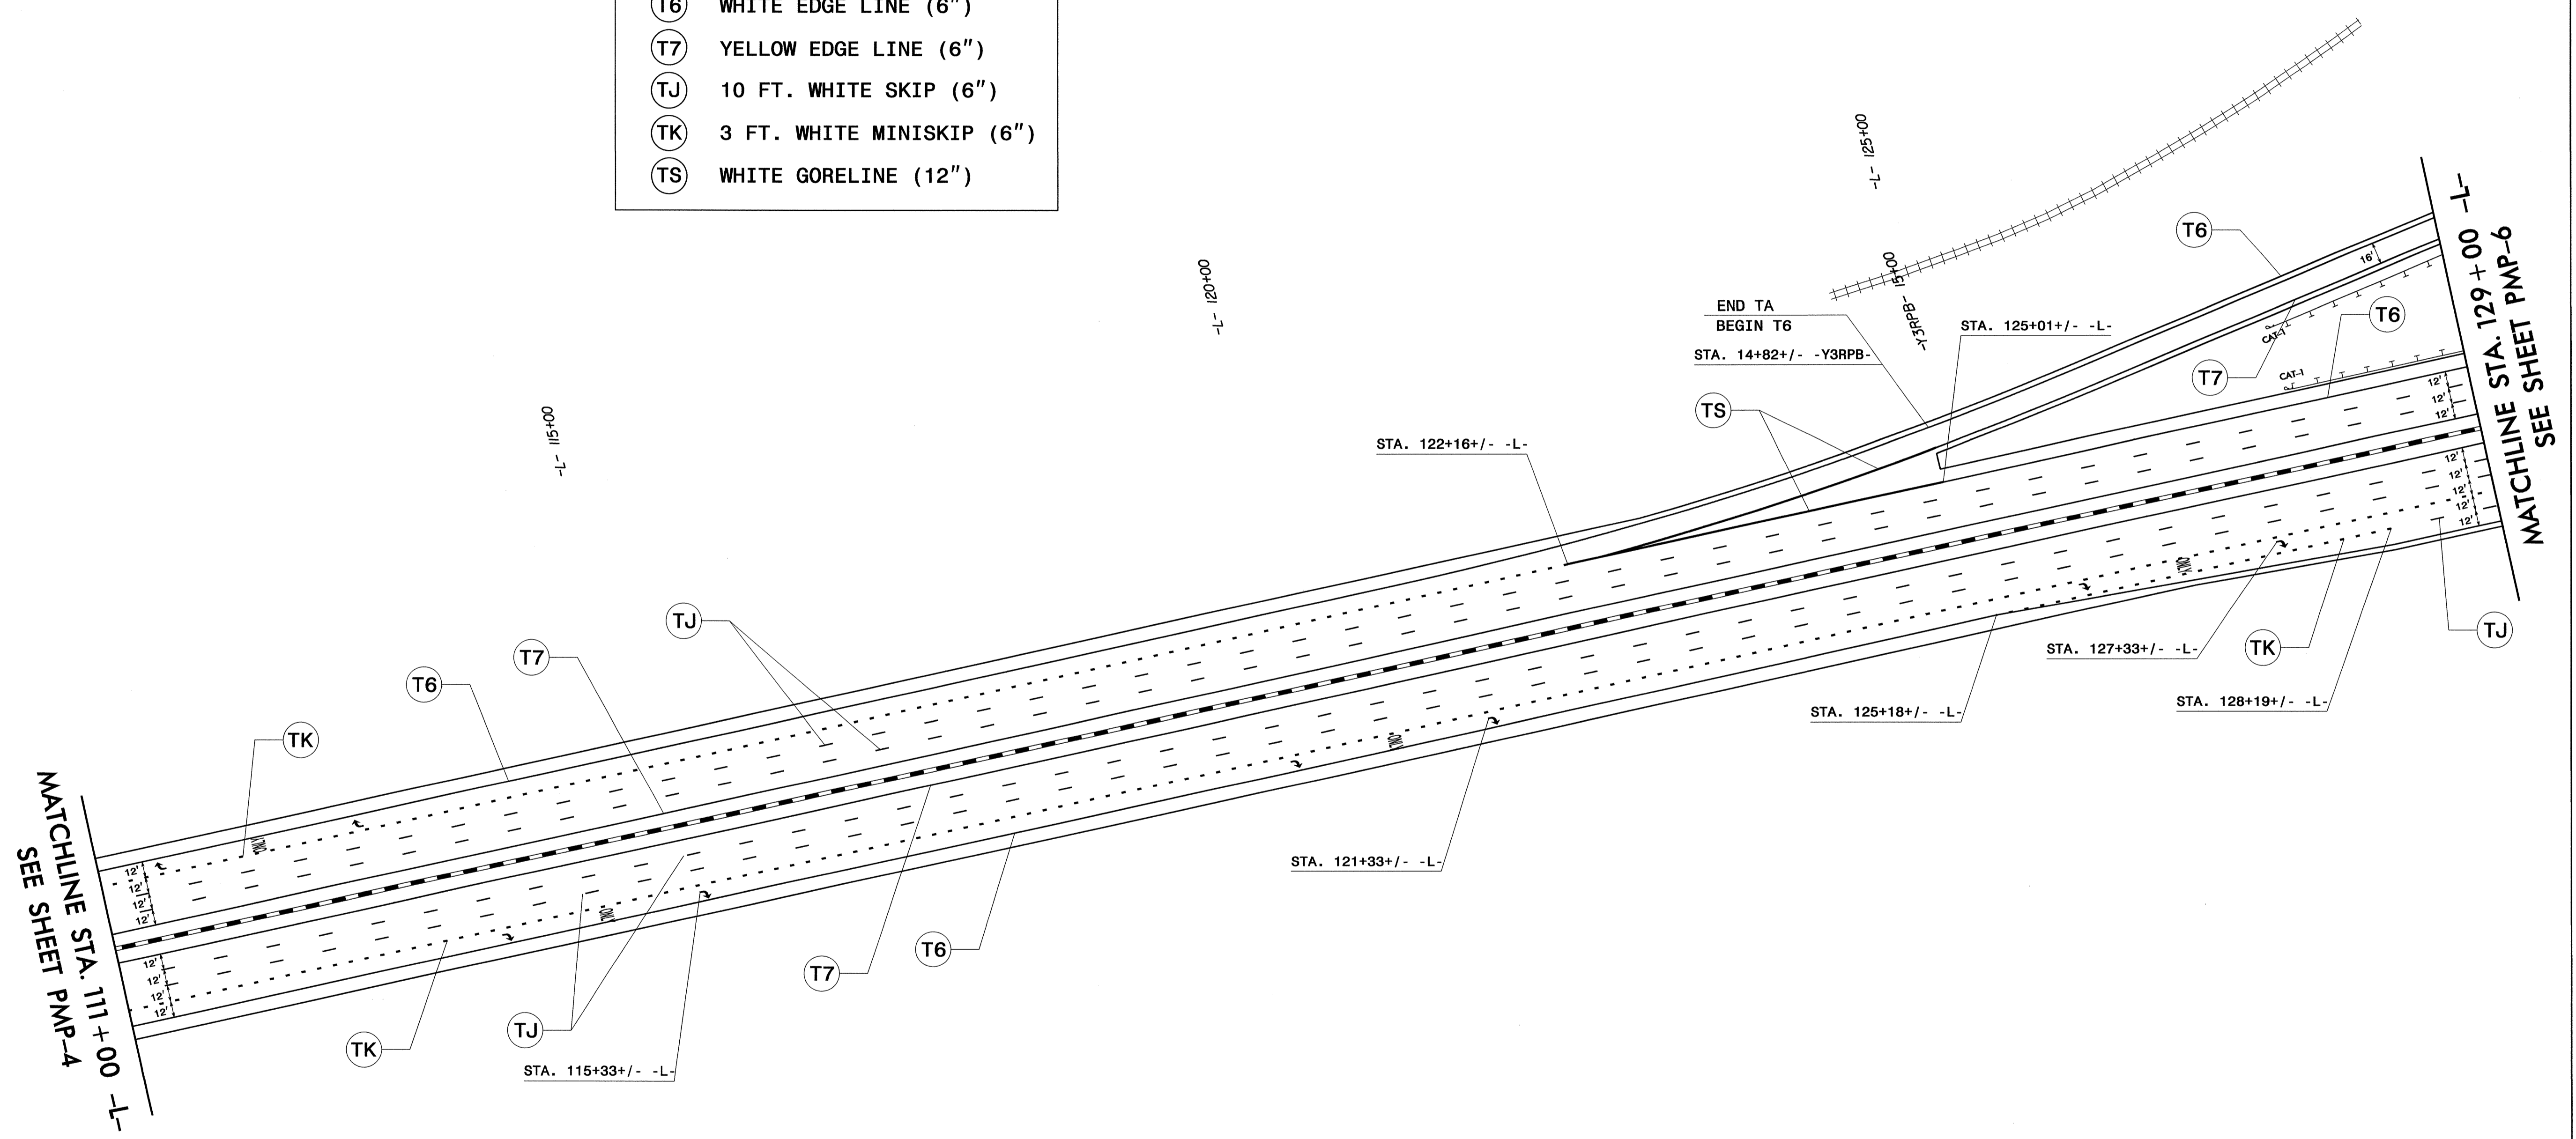 T6 WHITE EDGE LINE (6")
T7 YELLOW EDGE LINE (6")
TJ 10 FT. WHITE SKIP (6")
TK 3 FT. WHITE MINISKIP (6")
TS WHITE GORELINE (12")
-L- 115+00
-L- 120+00
-L- 125+00
-Y3RPB- 15+00
END TA
BEGIN T6
STA. 14+82+/- -Y3RPB-
STA. 125+01+/- -L-
TS
STA. 122+16+/- -L-
T6
16'
T6
T7
CAT-1
CAT-1
12'
12'
12'
12'
12'
12'
12'
12'
MATCHLINE STA. 129+00 -L-
SEE SHEET PMP-6
TJ
T7
T6
TK
ONLY
12'
12'
12'
12'
12'
12'
12'
12'
MATCHLINE STA. 111+00 -L-
SEE SHEET PMP-4
TK
TJ
ONLY
STA. 115+33+/- -L-
T7
T6
ONLY
STA. 121+33+/- -L-
STA. 125+18+/- -L-
ONLY
STA. 127+33+/- -L-
TK
STA. 128+19+/- -L-
TJ